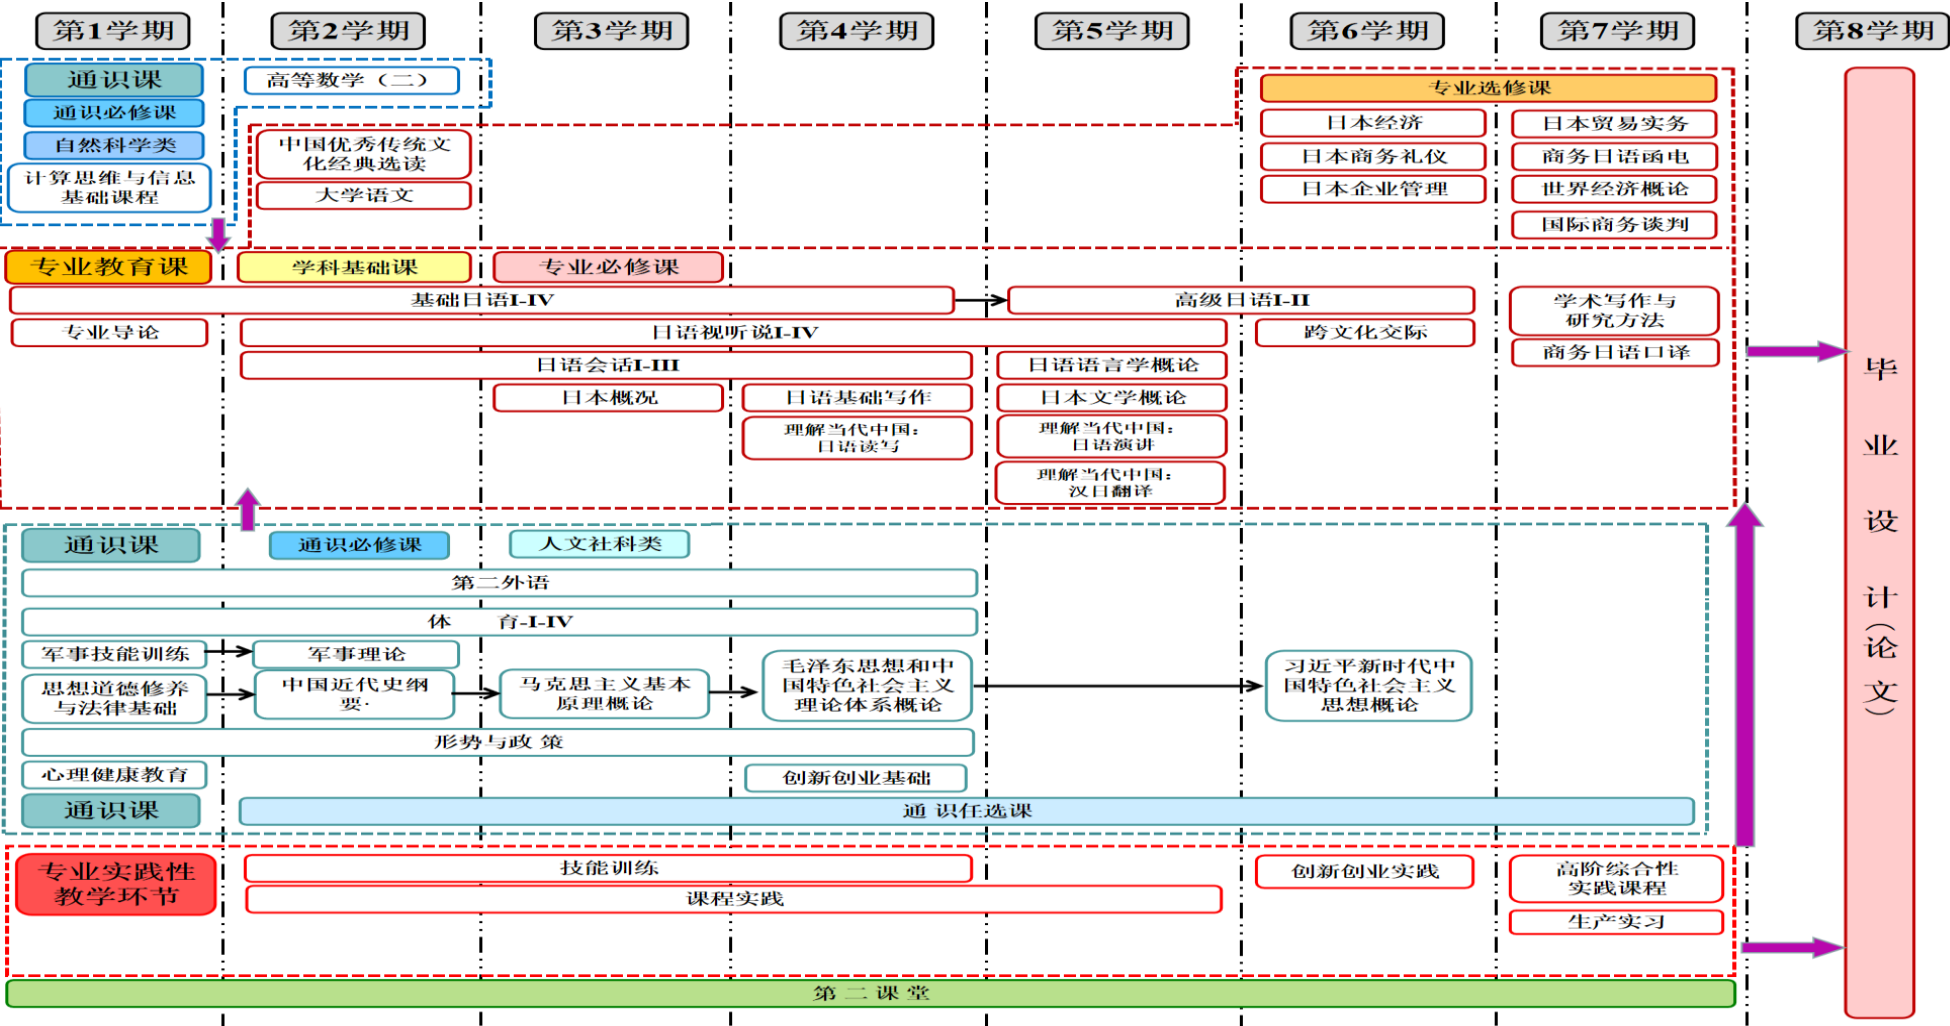 第1学期
第2学期
第3学期
第4学期
第5学期
第6学期
第7学期
第8学期
通识课
通识必修课
自然科学类
计算思维与信息
基础课程
高等数学（二）
中国优秀传统文
化经典选读
大学语文
专业选修课
日本经济
日本商务礼仪
日本企业管理
日本贸易实务
商务日语函电
世界经济概论
国际商务谈判
专业教育课
学科基础课
专业必修课
基础日语I-IV
高级日语I-II
学术写作与
研究方法
专业导论
日语视听说I-IV
跨文化交际
日语会话I-III
日语语言学概论
商务日语口译
日本概况
日语基础写作
日本文学概论
理解当代中国：
日语读写
理解当代中国：
日语演讲
理解当代中国：
汉日翻译
通识课
通识必修课
人文社科类
第二外语
体 育-I-IV
军事技能训练
军事理论
思想道德修养
与法律基础
中国近代史纲
要·
马克思主义基本
原理概论
毛泽东思想和中
国特色社会主义
理论体系概论
习近平新时代中
国特色社会主义
思想概论
形势与政 策
心理健康教育
创新创业基础
通识课
通 识任选课
专业实践性
教学环节
技能训练
课程实践
创新创业实践
高阶综合性
实践课程
生产实习
第 二 课 堂
毕业设计（论文）